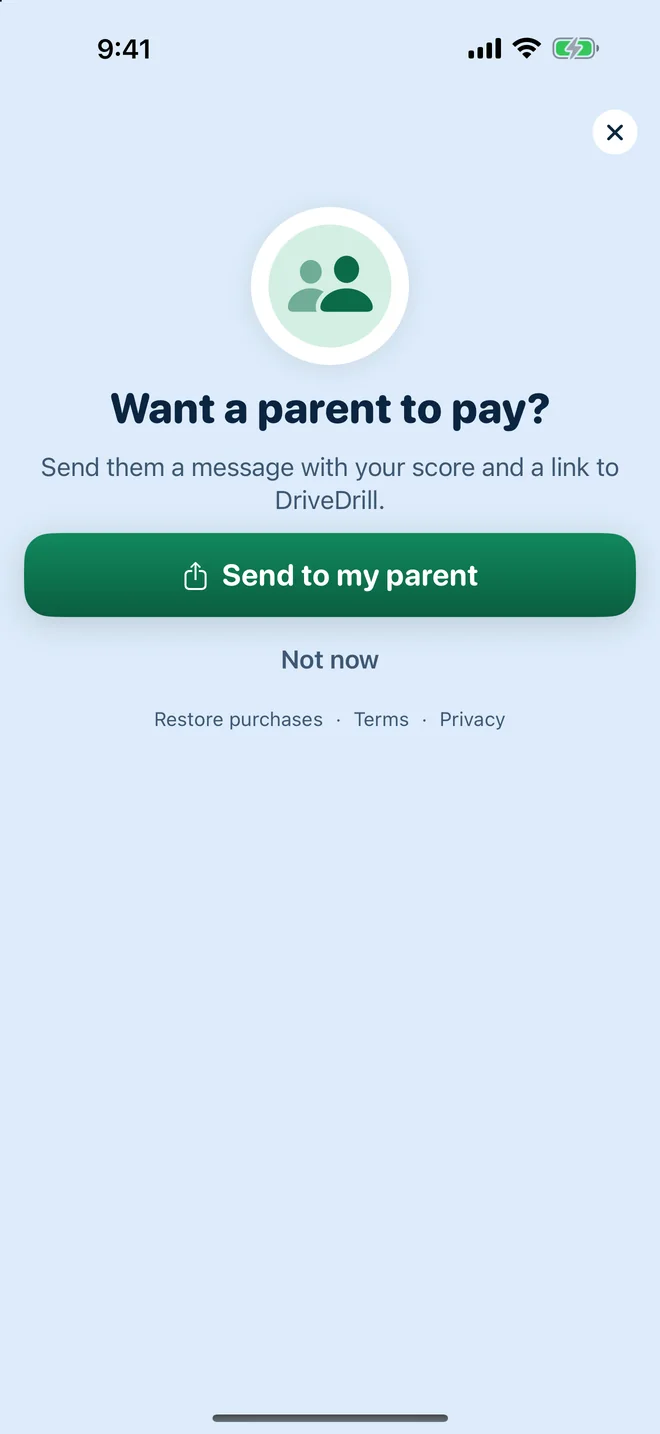 9:41
Want a parent to pay?
Send them a message with your score and a link to
DriveDrill.
Send to my parent
Not now
Restore purchases · Terms · Privacy